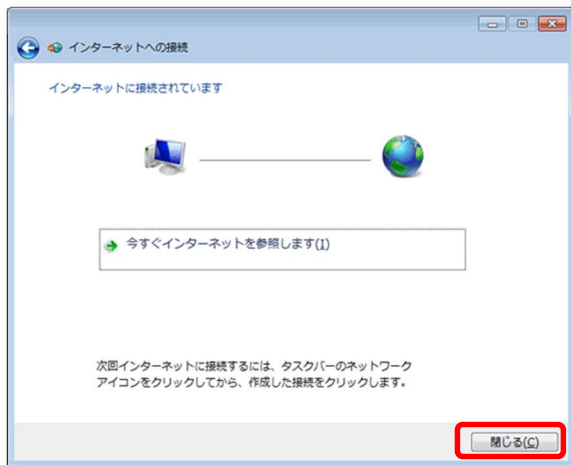 インターネットへの接続
インターネットに接続されています
今すぐインターネットを参照します(I)
次回インターネットに接続するには、タスクバーのネットワーク
アイコンをクリックしてから、作成した接続をクリックします。
閉じる(C)